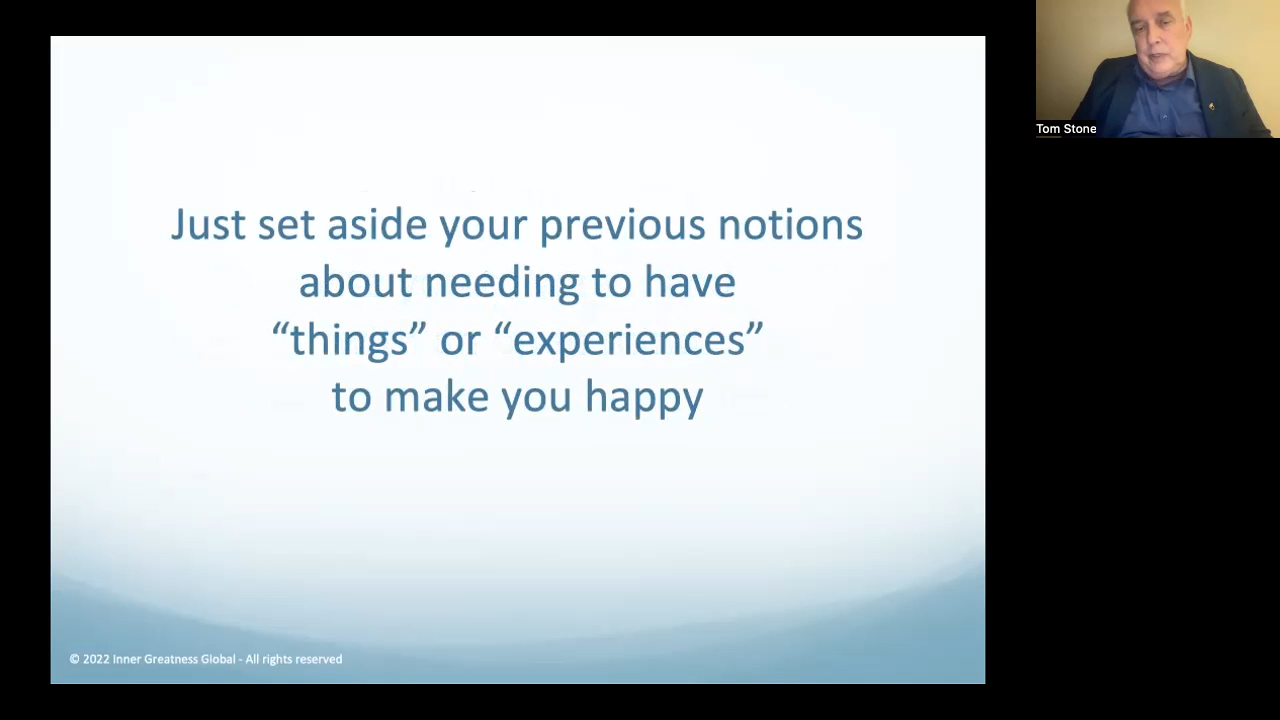 Just set aside your previous notions
about needing to have
“things” or “experiences”
to make you happy
© 2022 Inner Greatness Global - All rights reserved
Tom Stone